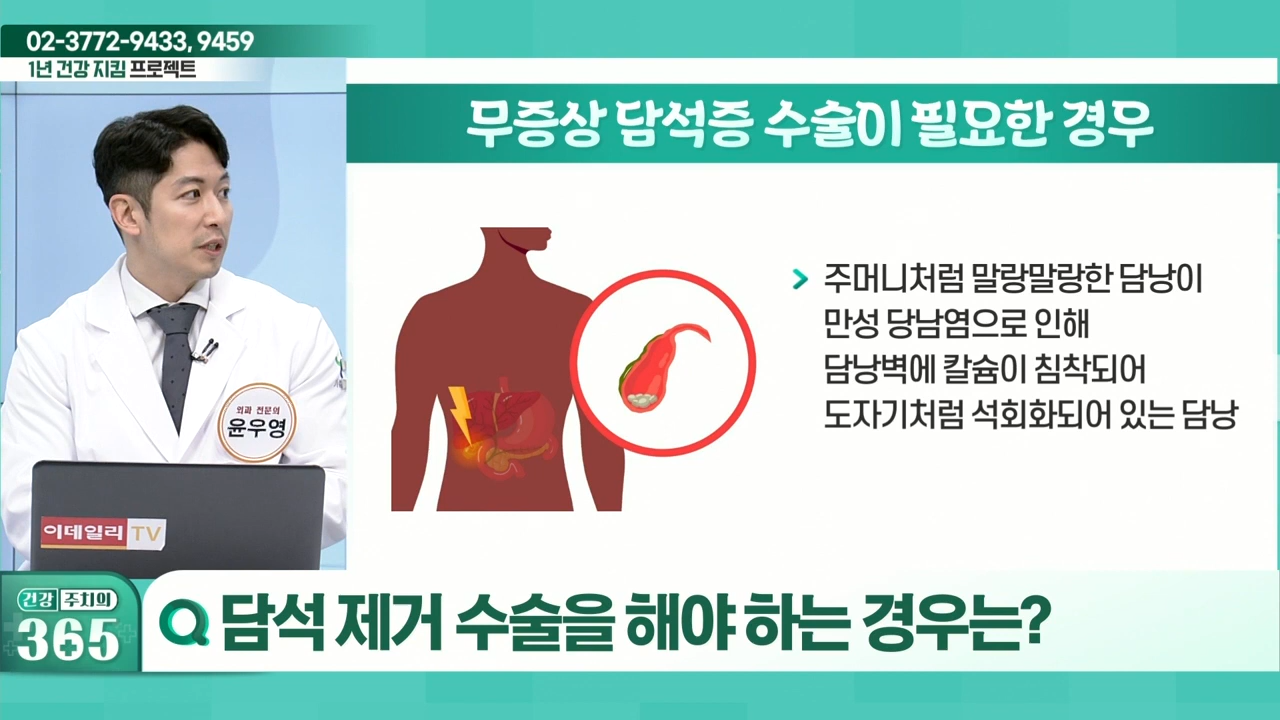 02-3772-9433, 9459
1년 건강 지킴 프로젝트
무증상 담석증 수술이 필요한 경우
주머니처럼 말랑말랑한 담낭이
만성 당남염으로 인해
담낭벽에 칼슘이 침착되어
도자기처럼 석회화되어 있는 담낭
외과 전문의
윤우영
이데일리 TV
건강 주치의
365
Q 담석 제거 수술을 해야 하는 경우는?